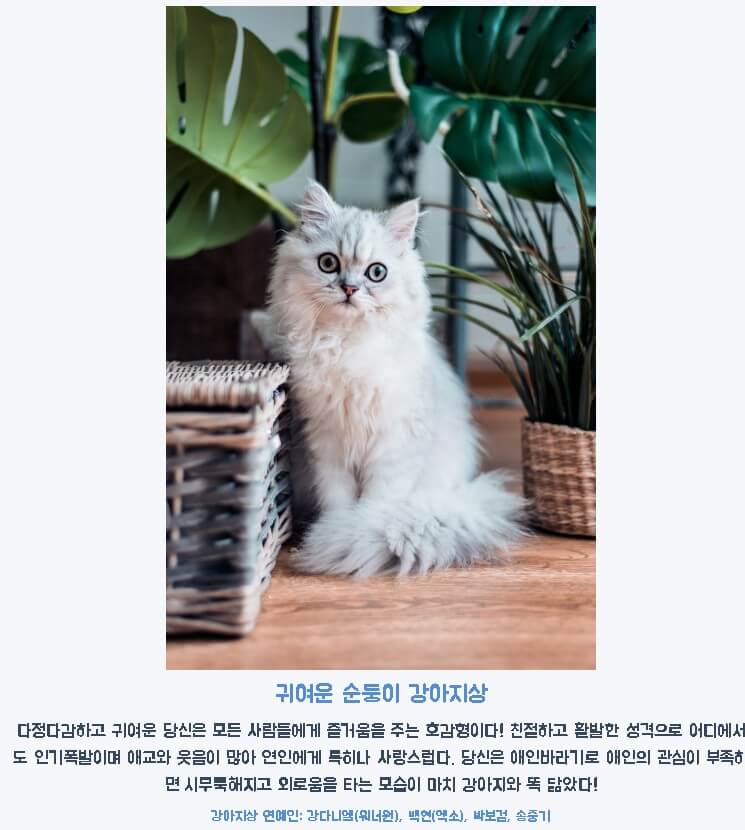 귀여운 순둥이 강아지상
다정다감하고 귀여운 당신은 모든 사람들에게 즐거움을 주는 호감형이다! 친절하고 활발한 성격으로 어디에서
도 인기폭발이며 애교와 웃음이 많아 연인에게 특히나 사랑스럽다. 당신은 애인바라기로 애인의 관심이 부족하
면 시무룩해지고 외로움을 타는 모습이 마치 강아지와 똑 닮았다!
강아지상 연예인: 강다니엘(워너원), 백현(엑소), 박보검, 송중기